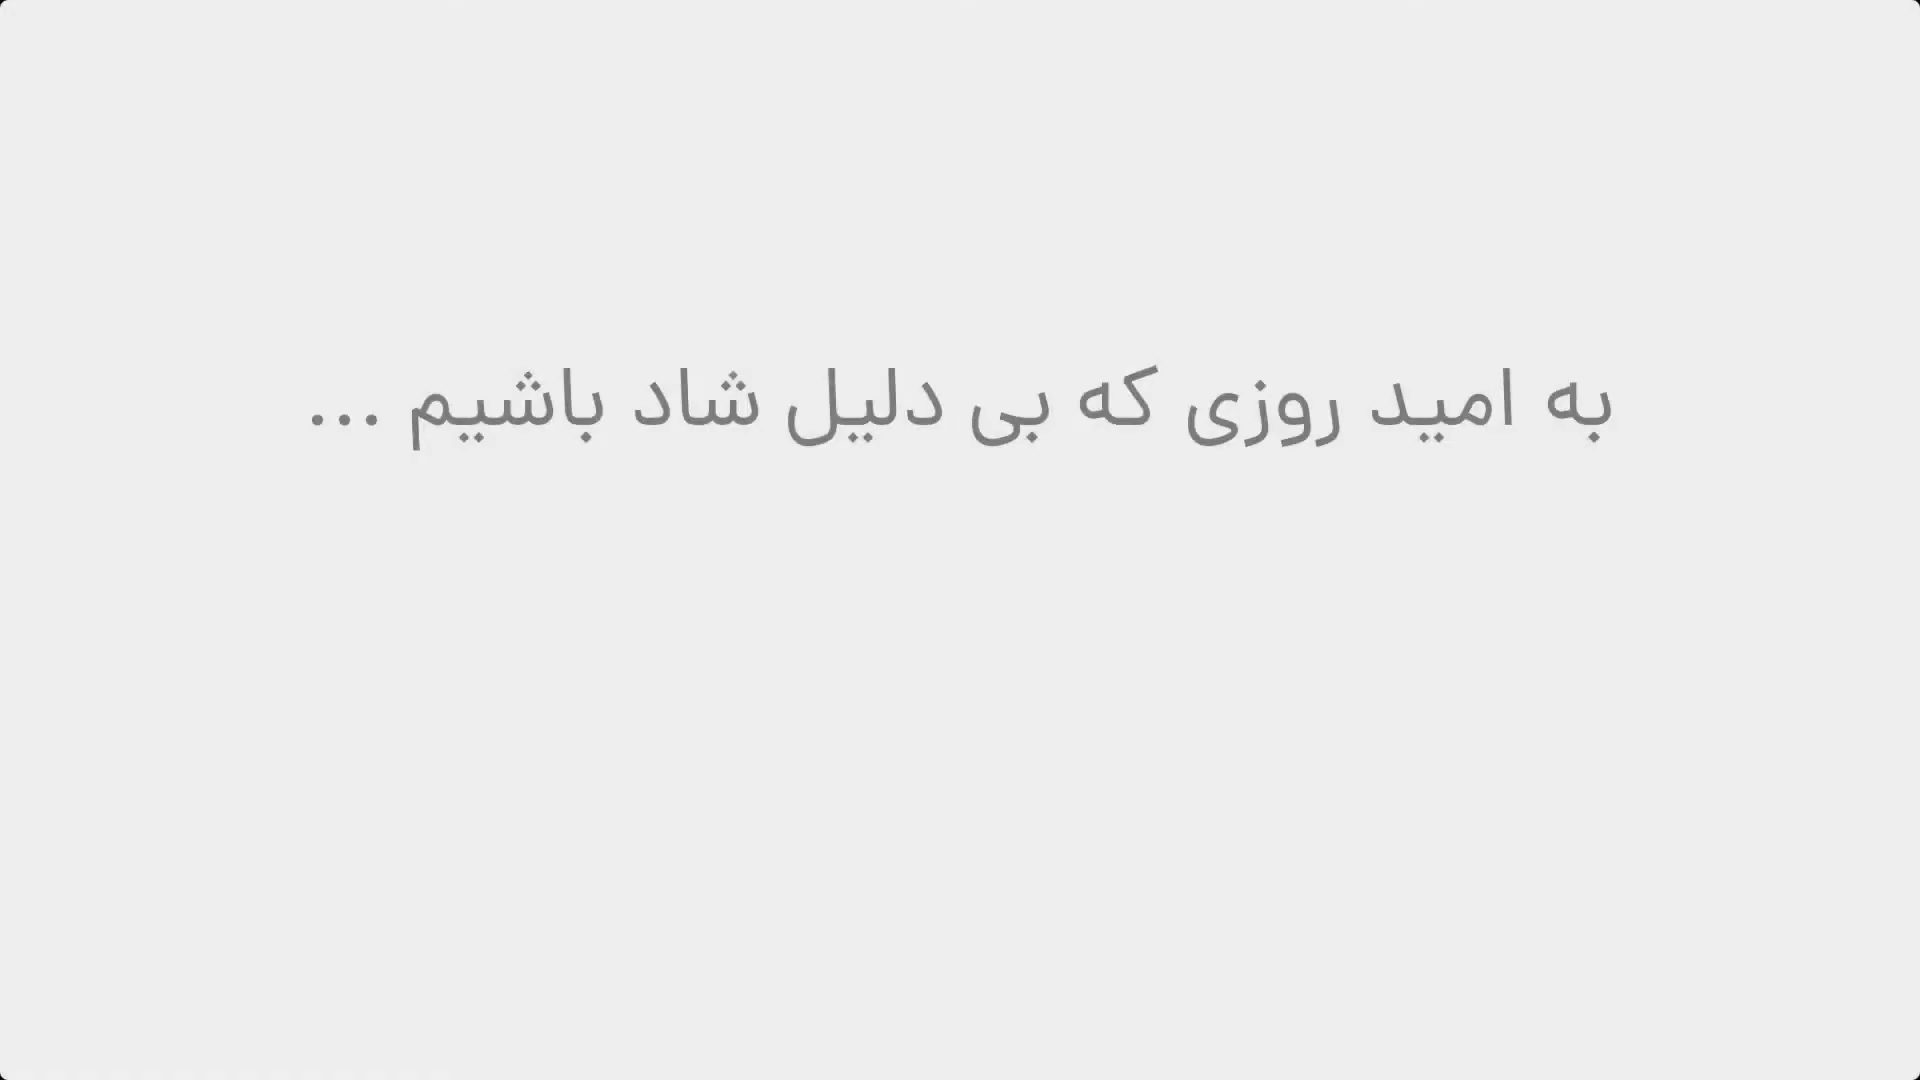 به امید روزی که بی دلیل شاد باشیم ...